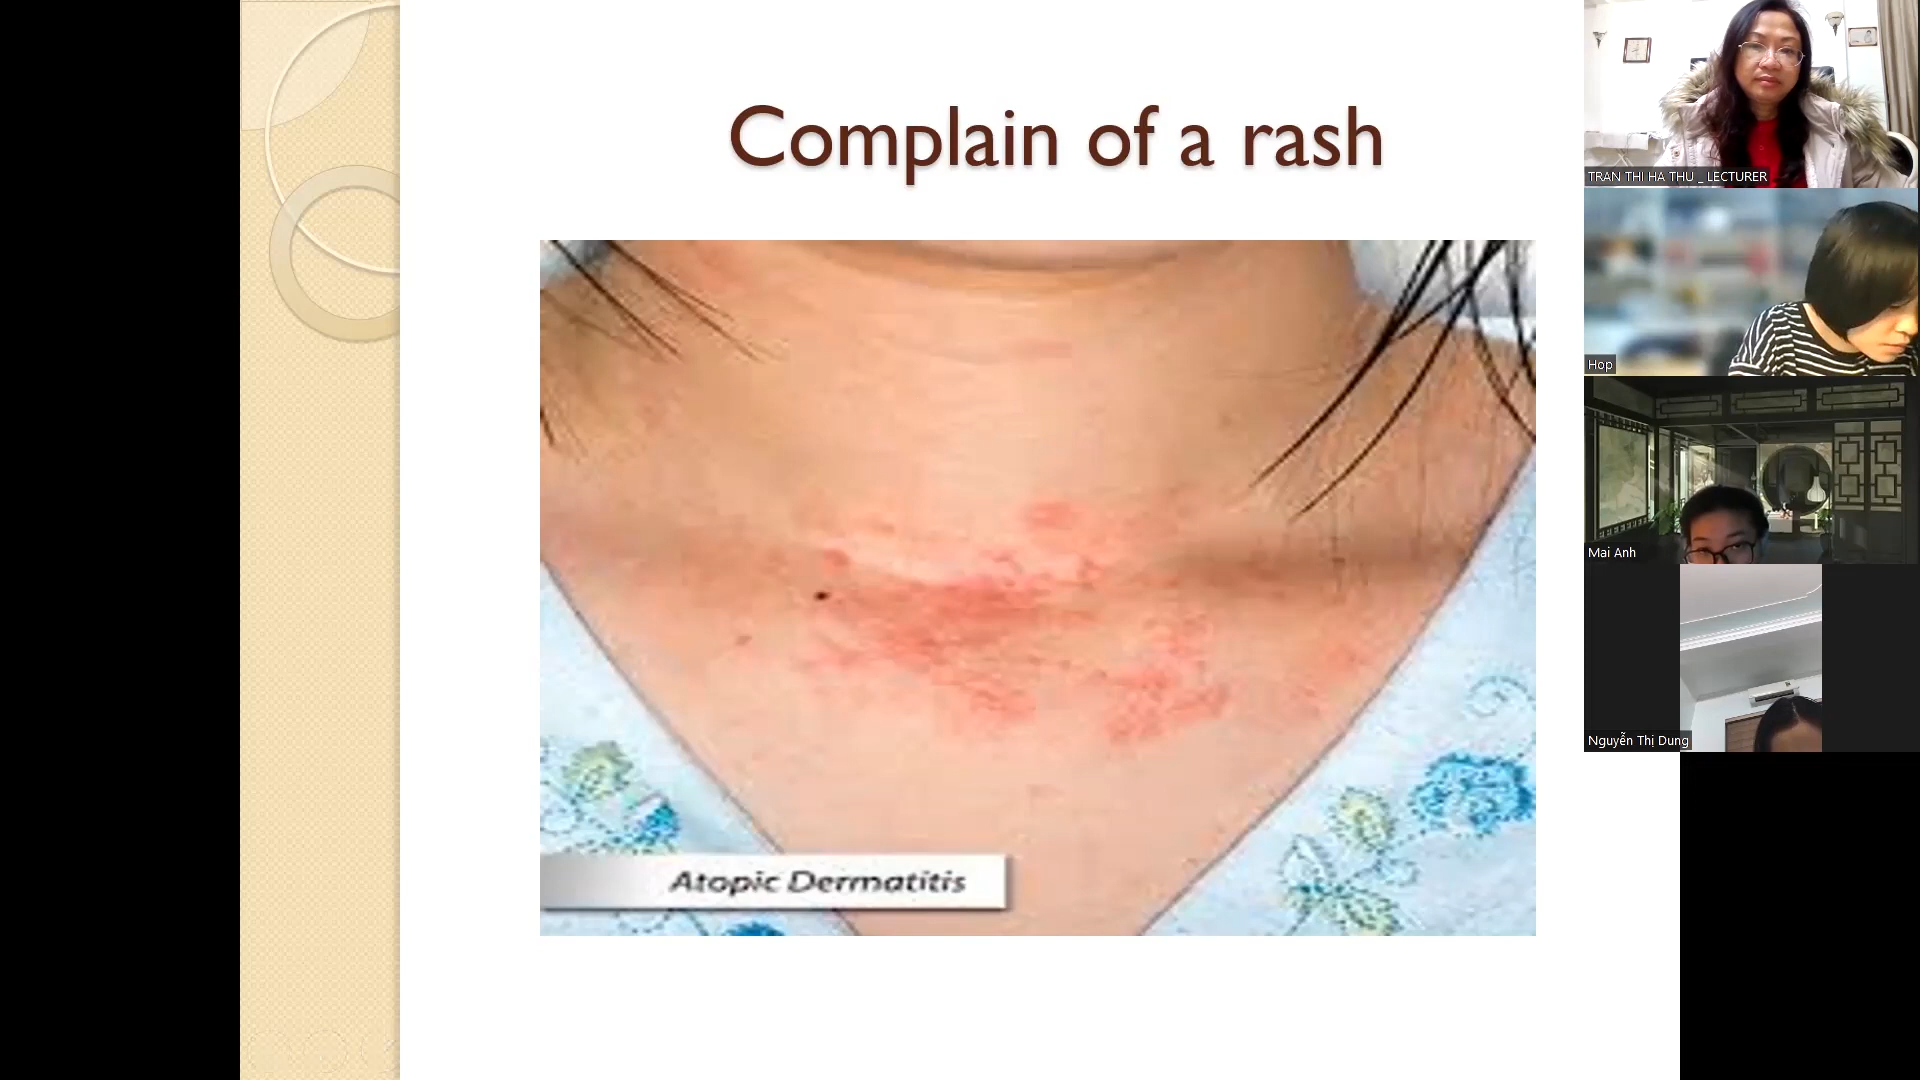 Complain of a rash
Atopic Dermatitis
TRAN THI HA THU _ LECTURER
Hop
Mai Anh
Nguyễn Thị Dung